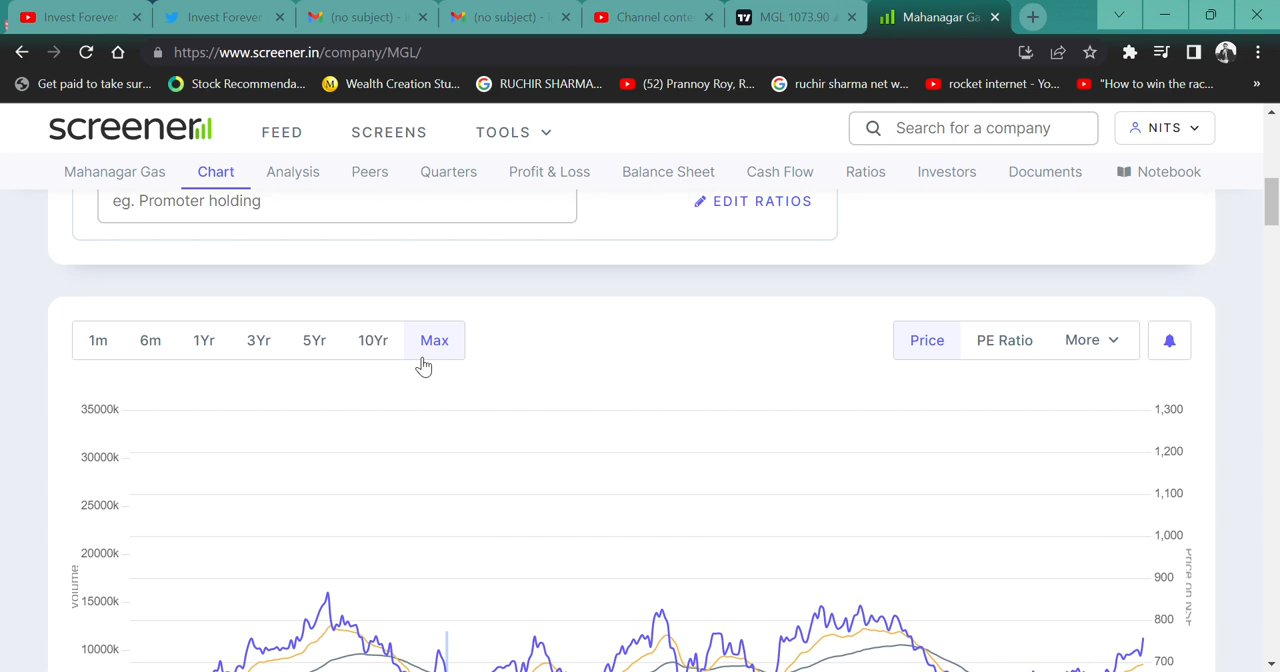 Invest Forever
Invest Forever
(no subject) -
(no subject) -
Channel conte
MGL 1073.90
Mahanagar Ga
https://www.screener.in/company/MGL/
Get paid to take sur...
Stock Recommenda...
Wealth Creation Stu...
RUCHIR SHARMA...
(52) Prannoy Roy, R...
ruchir sharma net w...
rocket internet - Yo...
"How to win the rac...
»
screener
FEED
SCREENS
TOOLS
Search for a company
NITS
Mahanagar Gas
Chart
Analysis
Peers
Quarters
Profit & Loss
Balance Sheet
Cash Flow
Ratios
Investors
Documents
Notebook
eg. Promoter holding
EDIT RATIOS
1m
6m
1Yr
3Yr
5Yr
10Yr
Max
Price
PE Ratio
More
35000k
1,300
30000k
1,200
25000k
1,100
20000k
1,000
900
15000k
800
10000k
700
Volume